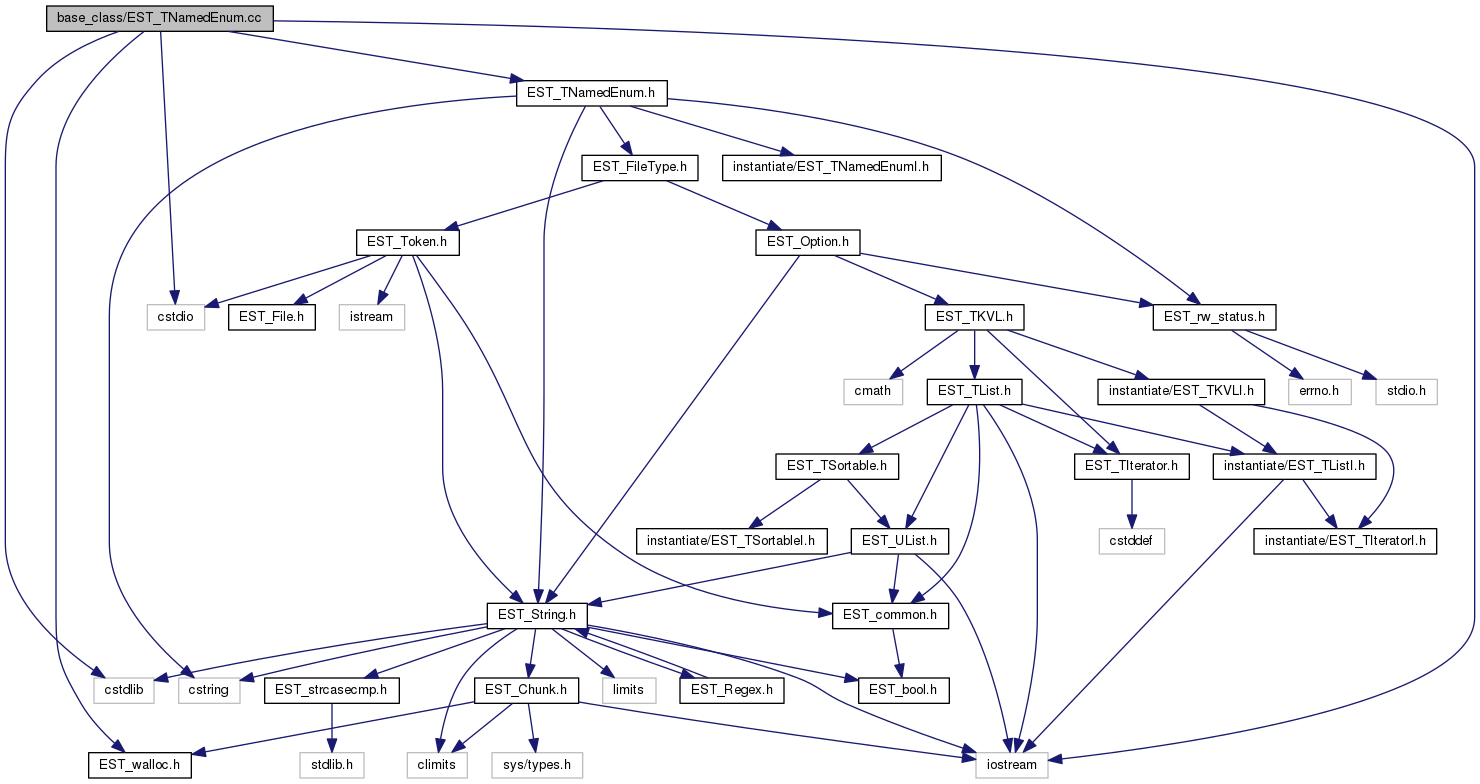 base_class/EST_TNamedEnum.cc
EST_TNamedEnum.h
EST_FileType.h
instantiate/EST_TNamedEnumI.h
EST_Token.h
EST_Option.h
cstdio
EST_File.h
istream
EST_TKVL.h
EST_rw_status.h
cmath
EST_TList.h
instantiate/EST_TKVLI.h
errno.h
stdio.h
EST_TSortable.h
EST_TIterator.h
instantiate/EST_TListI.h
instantiate/EST_TSortableI.h
EST_UList.h
cstddef
instantiate/EST_TIteratorI.h
EST_String.h
EST_common.h
cstdlib
cstring
EST_strcasecmp.h
EST_Chunk.h
limits
EST_Regex.h
EST_bool.h
EST_walloc.h
stdlib.h
climits
sys/types.h
iostream